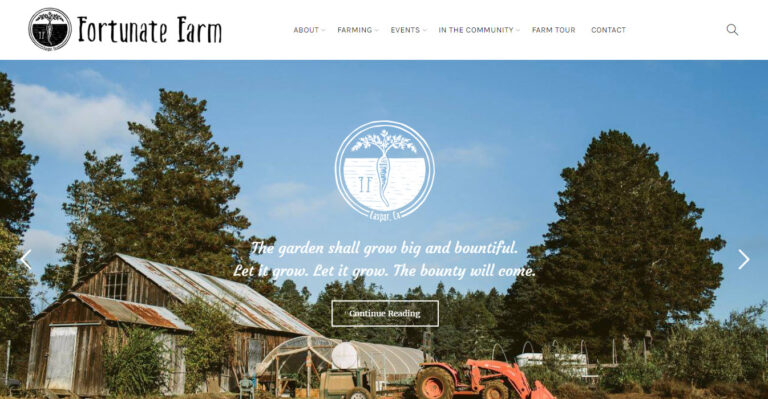 Fortunate Farm
ABOUT
FARMING
EVENTS
IN THE COMMUNITY
FARM TOUR
CONTACT
FF
Caspar, Ca
The garden shall grow big and bountiful.
Let it grow. Let it grow. The bounty will come.
Continue Reading